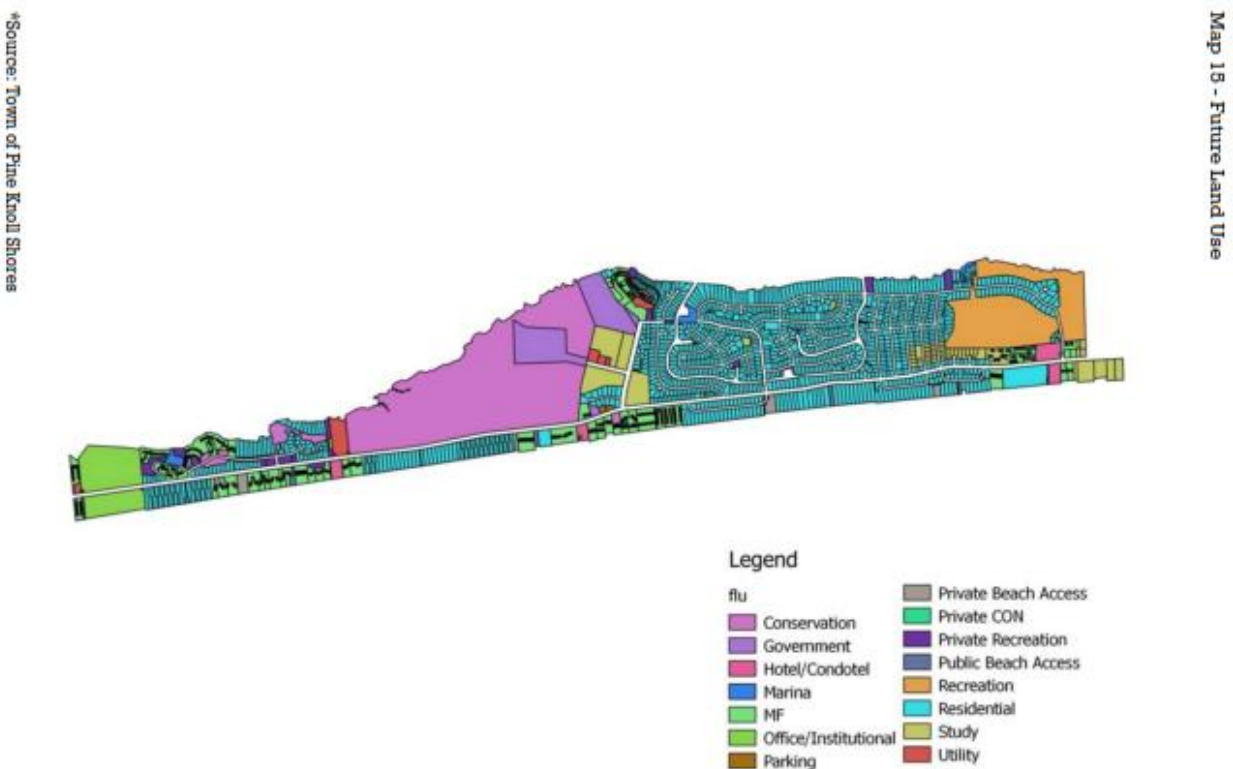 Map 15 - Future Land Use
Legend
flu
Conservation
Government
Hotel/Condotel
Marina
MF
Office/Institutional
Parking
Private Beach Access
Private CON
Private Recreation
Public Beach Access
Recreation
Residential
Study
Utility
*Source: Town of Pine Knoll Shores